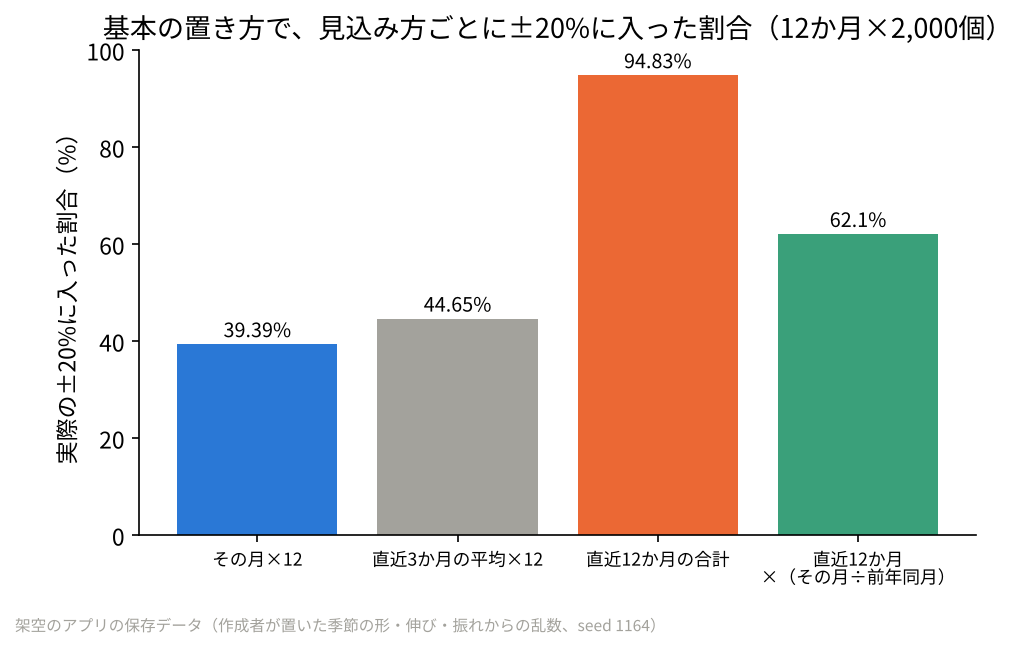 基本の置き方で、見込み方ごとに±20%に入った割合（12か月×2,000個）
実際の±20%に入った割合（%）
100
80
60
40
20
0
39.39%
44.65%
94.83%
62.1%
その月×12
直近3か月の平均×12
直近12か月の合計
直近12か月
×（その月÷前年同月）
架空のアプリの保存データ（作成者が置いた季節の形・伸び・振れからの乱数、seed 1164）